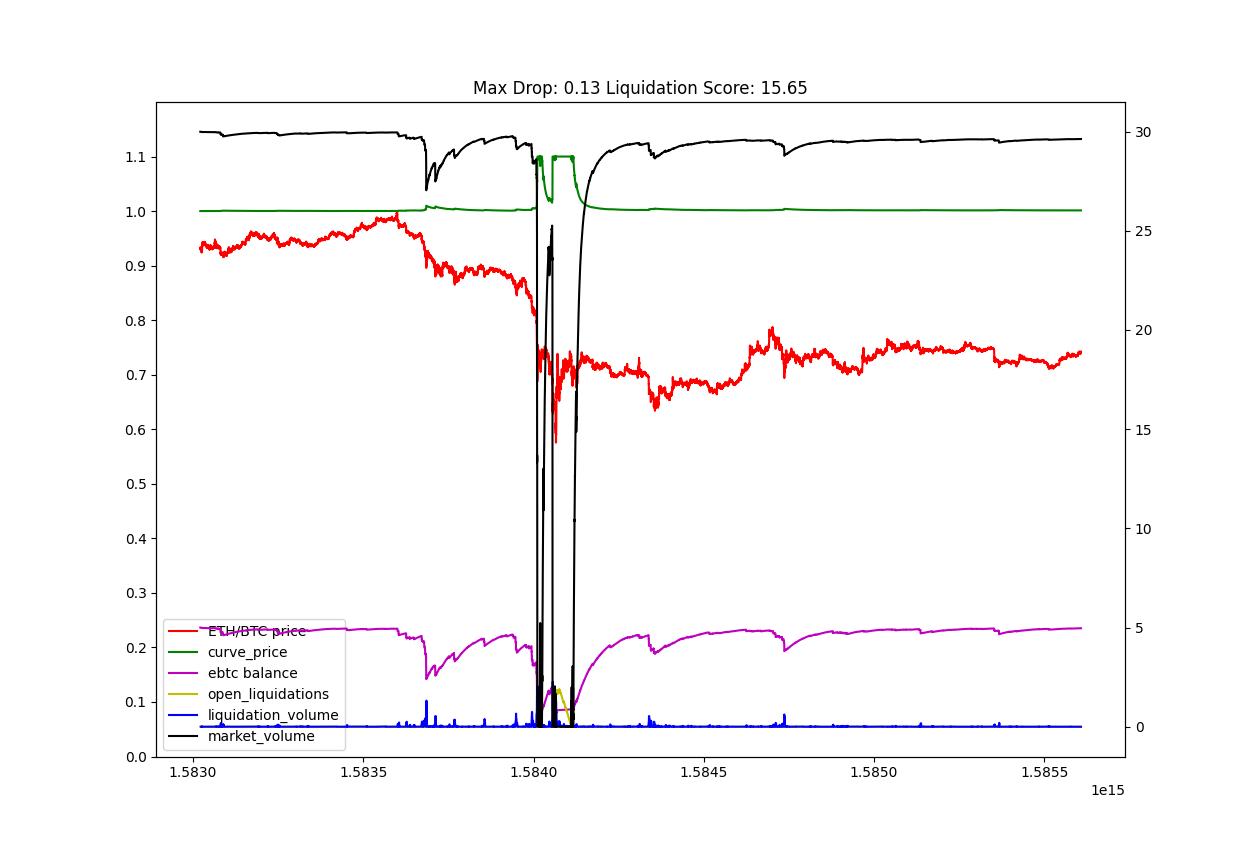 Max Drop: 0.13 Liquidation Score: 15.65
1.1
1.0
0.9
0.8
0.7
0.6
0.5
0.4
0.3
0.2
0.1
0.0
30
25
20
15
10
5
0
ETH/BTC price
curve_price
ebtc balance
open_liquidations
liquidation_volume
market_volume
1.5830 1.5835 1.5840 1.5845 1.5850 1.5855
1e15